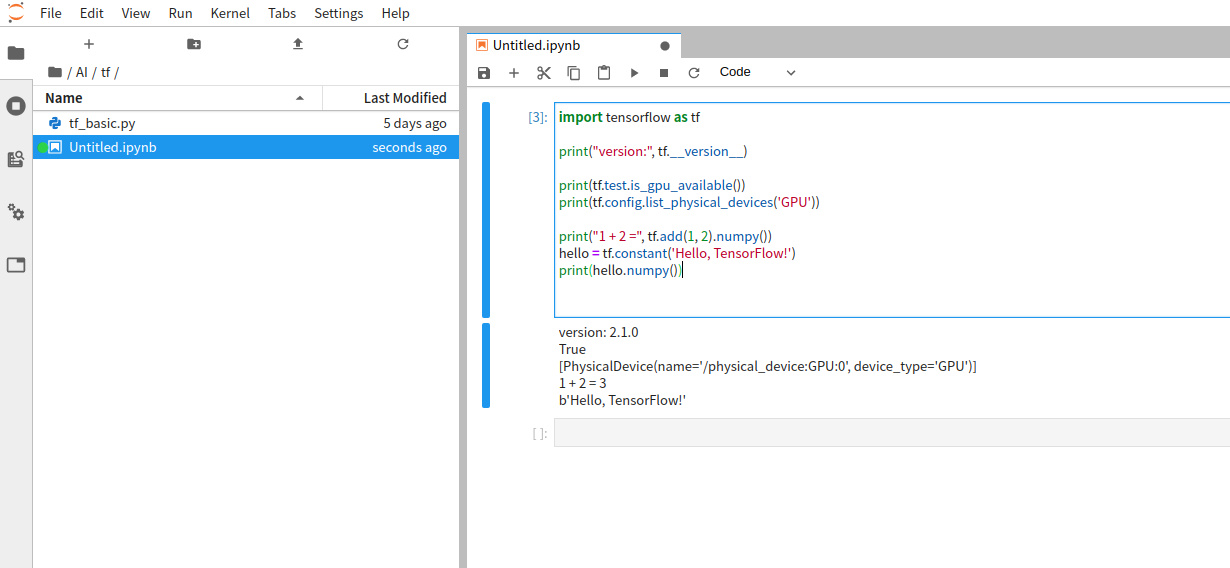 File Edit View Run Kernel Tabs Settings Help
/ AI / tf /
Name Last Modified
tf_basic.py 5 days ago
Untitled.ipynb seconds ago
Untitled.ipynb
Code
[3]:
import tensorflow as tf
print("version:", tf.__version__)
print(tf.test.is_gpu_available())
print(tf.config.list_physical_devices('GPU'))
print("1 + 2 =", tf.add(1, 2).numpy())
hello = tf.constant('Hello, TensorFlow!')
print(hello.numpy())
version: 2.1.0
True
[PhysicalDevice(name='/physical_device:GPU:0', device_type='GPU')]
1 + 2 = 3
b'Hello, TensorFlow!'
[ ]: